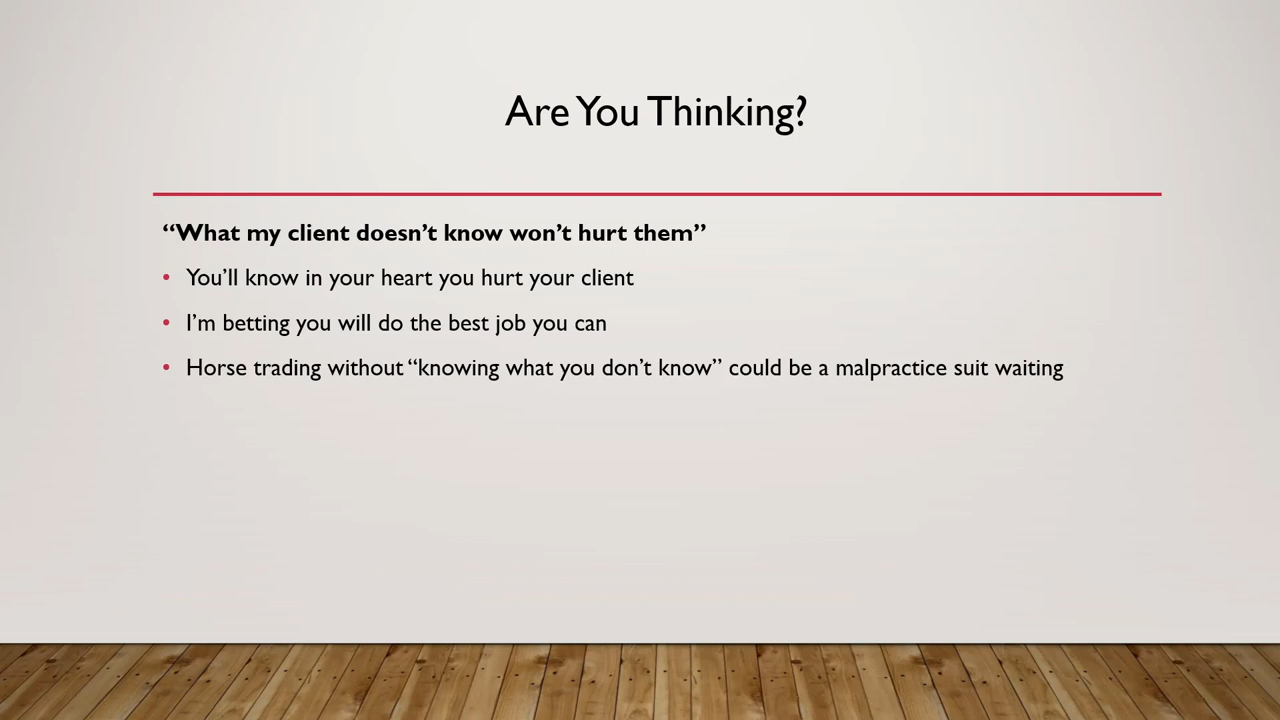 Are You Thinking?
“What my client doesn’t know won’t hurt them”
• You’ll know in your heart you hurt your client
• I’m betting you will do the best job you can
• Horse trading without “knowing what you don’t know” could be a malpractice suit waiting